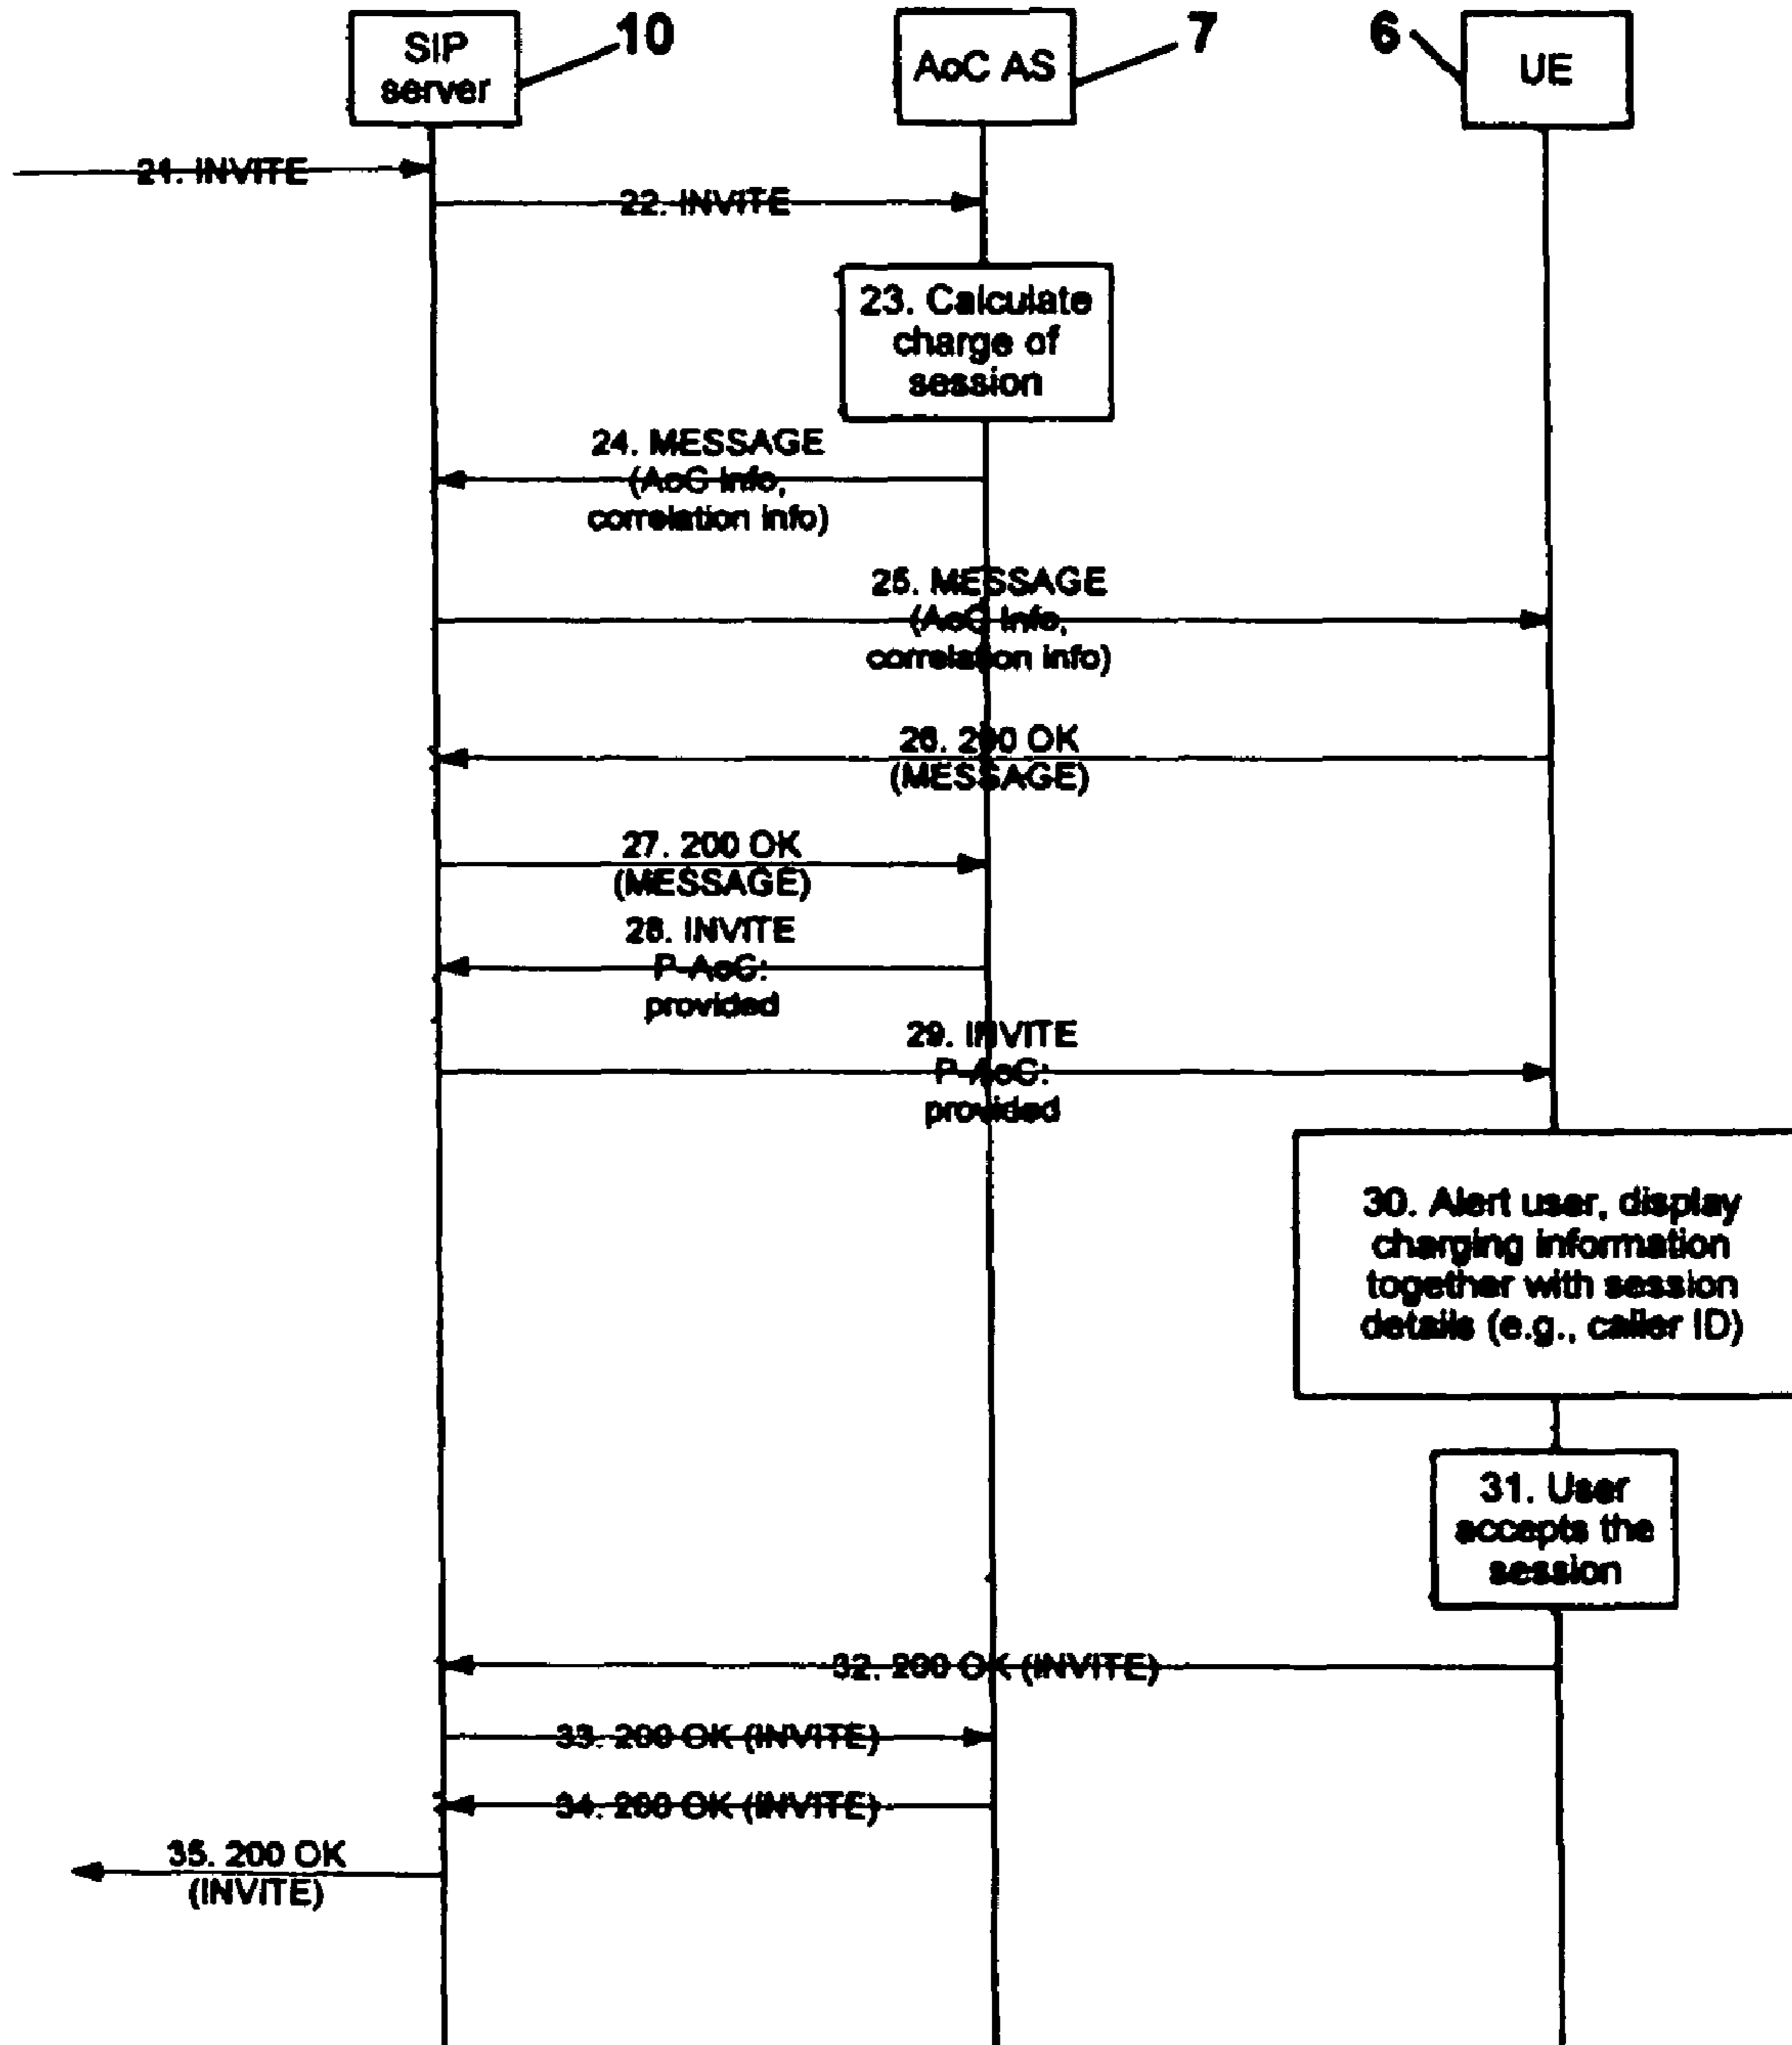 SIP
server
10
AoC AS
7
6
UE
21. INVITE
22. INVITE
23. Calculate
charge of
session
24. MESSAGE
(AoC Info,
correlation info)
25. MESSAGE
(AoC Info,
correlation info)
26. 200 OK
(MESSAGE)
27. 200 OK
(MESSAGE)
28. INVITE
P-AoC:
provided
29. INVITE
P-AoC:
provided
30. Alert user, display
charging information
together with session
details (e.g., caller ID)
31. User
accepts the
session
32. 200 OK (INVITE)
33. 200 OK (INVITE)
34. 200 OK (INVITE)
35. 200 OK
(INVITE)